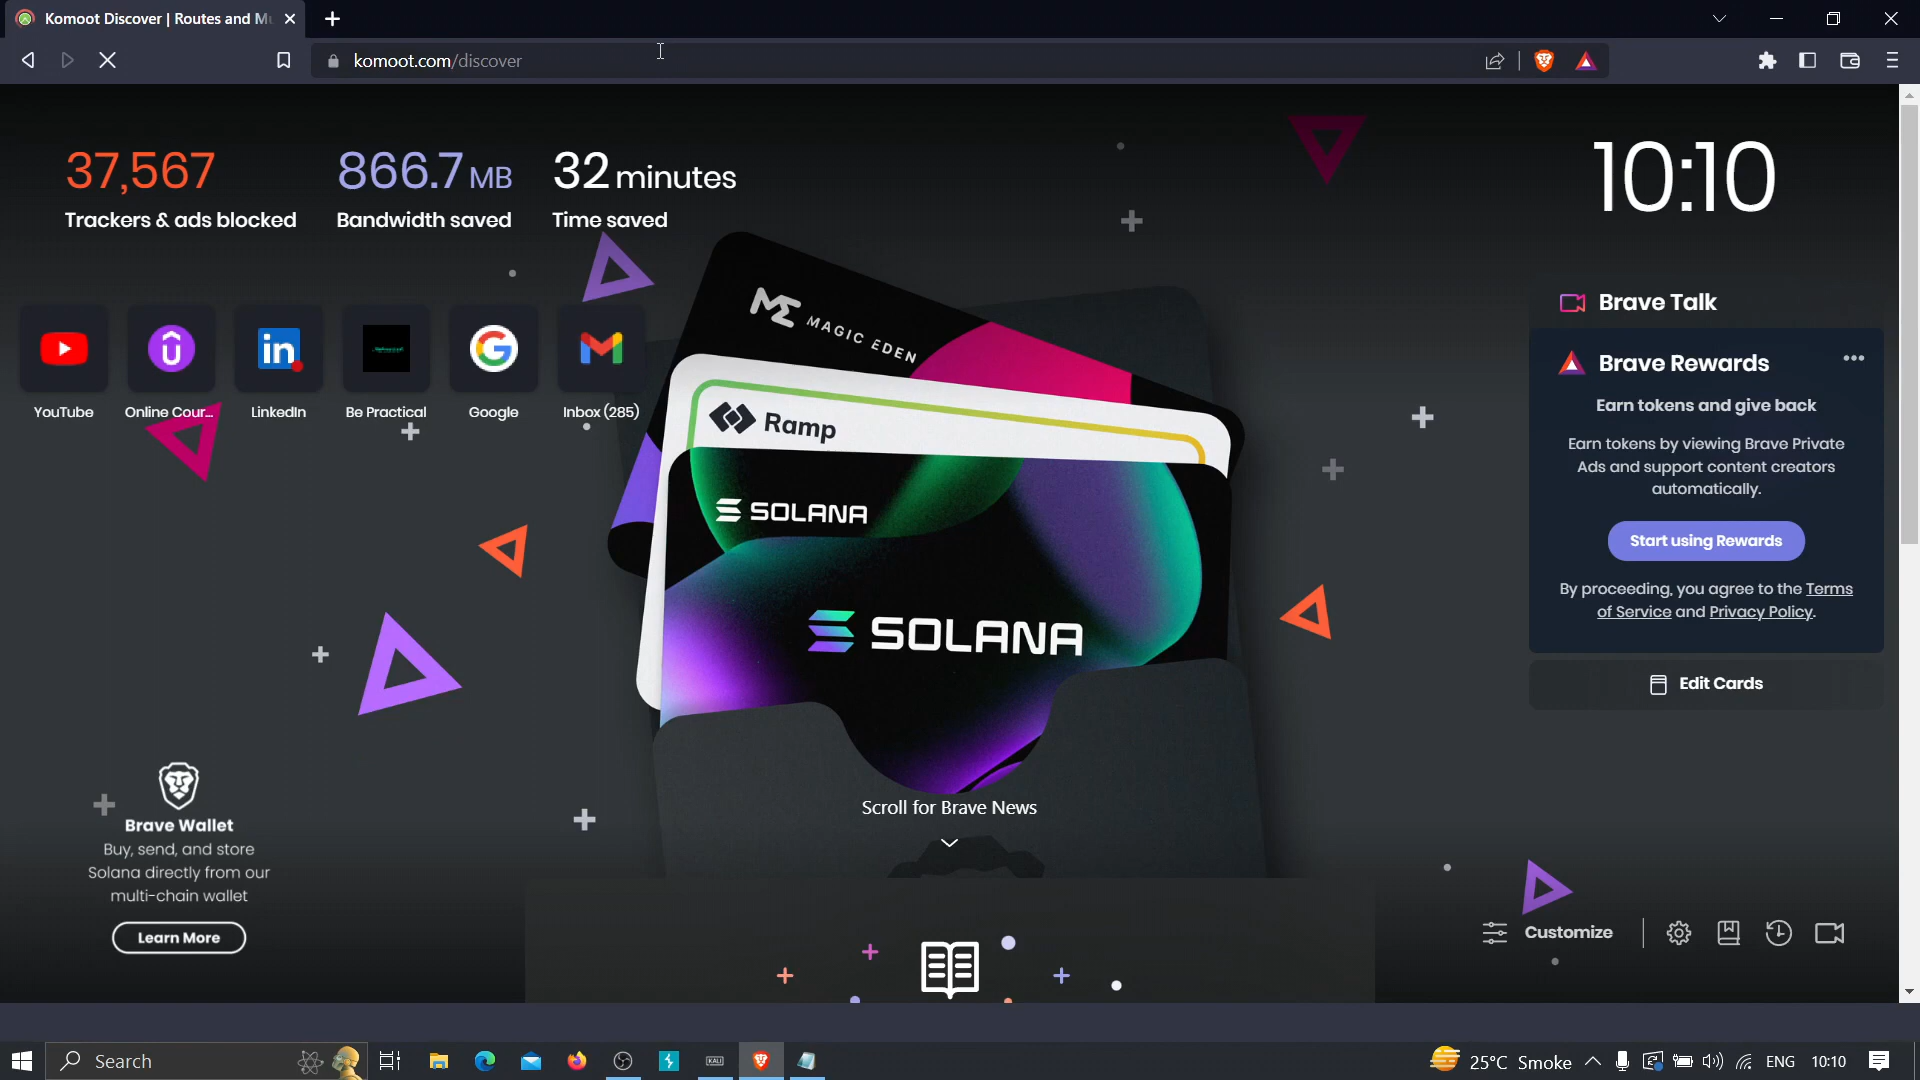 Komoot Discover | Routes and Mu
komoot.com/discover
37,567
Trackers & ads blocked
866.7 MB
Bandwidth saved
32 minutes
Time saved
10:10
YouTube
Online Cour...
LinkedIn
Be Practical
Google
Inbox (285)
MAGIC EDEN
Ramp
SOLANA
SOLANA
Brave Talk
Brave Rewards
Earn tokens and give back
Earn tokens by viewing Brave Private
Ads and support content creators
automatically.
Start using Rewards
By proceeding, you agree to the Terms
of Service and Privacy Policy.
Edit Cards
Scroll for Brave News
Brave Wallet
Buy, send, and store
Solana directly from our
multi-chain wallet
Learn More
Customize
Search
KALI
25°C Smoke
ENG
10:10